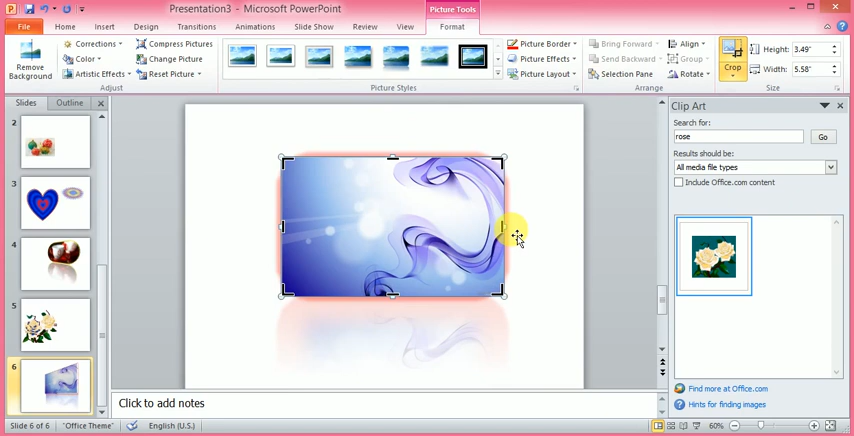 Presentation3 - Microsoft PowerPoint
Picture Tools
File Home Insert Design Transitions Animations Slide Show Review View Format
Remove Background
Corrections
Color
Artistic Effects
Compress Pictures
Change Picture
Reset Picture
Adjust
Picture Styles
Picture Border
Picture Effects
Picture Layout
Bring Forward
Send Backward
Selection Pane
Align
Group
Rotate
Arrange
Crop
Height: 3.49"
Width: 5.58"
Size
Slides Outline
2
3
4
5
6
Click to add notes
Clip Art
Search for:
rose
Go
Results should be:
All media file types
Include Office.com content
Find more at Office.com
Hints for finding images
Slide 6 of 6 "Office Theme" English (U.S.) 60%